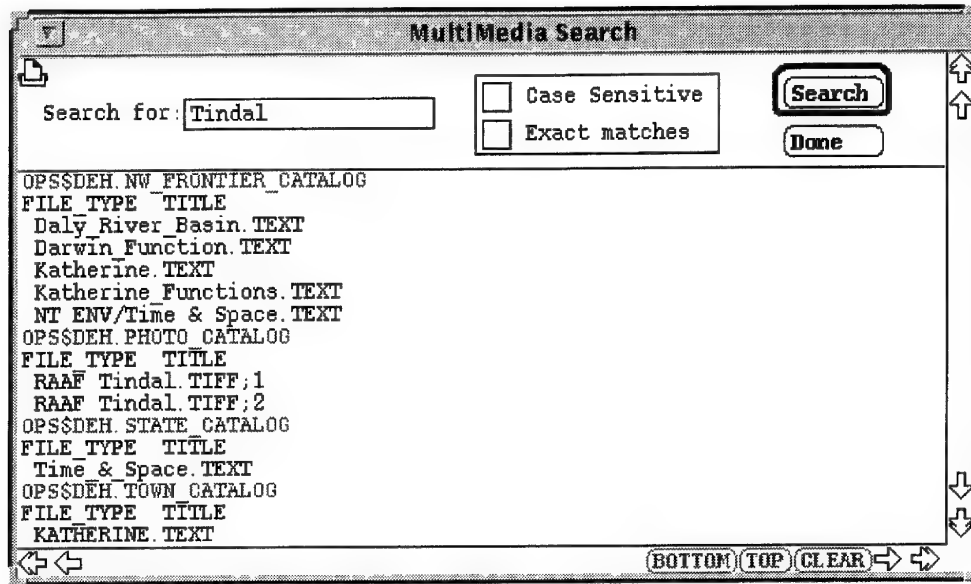 MultiMedia Search
Search for: Tindal
Case Sensitive
Exact matches
Search
Done
OPS$DEH.NW_FRONTIER_CATALOG
FILE_TYPE TITLE
Daly_River_Basin.TEXT
Darwin_Function.TEXT
Katherine.TEXT
Katherine_Functions.TEXT
NT ENV/Time & Space.TEXT
OPS$DEH.PHOTO_CATALOG
FILE_TYPE TITLE
RAAF Tindal.TIFF;1
RAAF Tindal.TIFF;2
OPS$DEH.STATE_CATALOG
FILE_TYPE TITLE
Time_&_Space.TEXT
OPS$DEH.TOWN_CATALOG
FILE_TYPE TITLE
KATHERINE.TEXT
BOTTOM TOP CLEAR